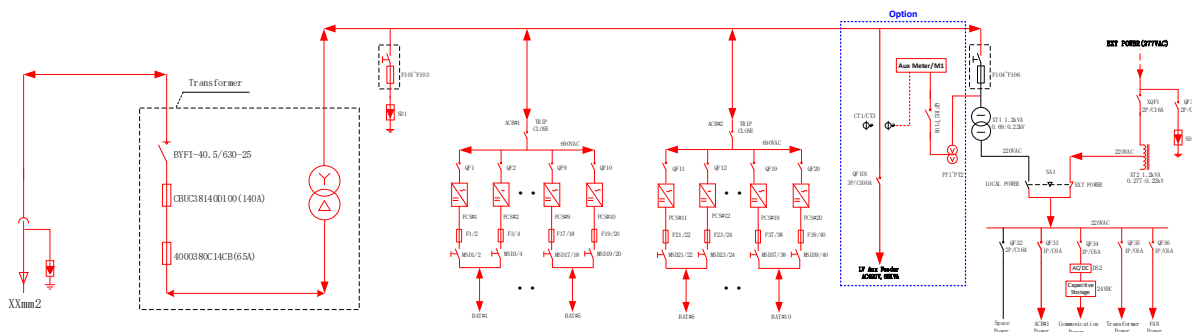 Option
EXT POWER(277VAC)
Transformer
F101~F103
Aux Meter/M1
F104~F106
SD1
XQF1
2P/C16A
ACB#1
TRIP
CLOSE
ACB#2
TRIP
CLOSE
CT1/CT3
XT1 1.2kVA
0.69:0.22kV
BYFI-40.5/630-25
690VAC
690VAC
220VAC
220VAC
QF1
QF2
QF9
QF10
QF11
QF12
QF19
QF20
PT1~PT2
XT2 1.2kVA
0.277:0.22kV
SA1
QF101
3P/C100A
LOCAL POWER
EXT POWER
CBUC38140D100(140A)
PCS#1
PCS#2
PCS#9
PCS#10
PCS#11
PCS#12
PCS#19
PCS#20
220VAC
F1/2
F3/4
F17/18
F19/20
F21/22
F23/24
F37/38
F39/40
4000380C14CB(65A)
MSD1/2
MSD3/4
MSD17/18
MSD19/20
MSD21/22
MSD23/24
MSD37/38
MSD39/40
QF32
2P/C16A
QF33
1P/C6A
QF34
1P/C6A
QF35
1P/C6A
QF36
1P/C6A
AC/DC
DS2
LV Aux Feeder
Capacitive
Storage
24VAC
XXmm2
BAT#1
BAT#5
BAT#6
BAT#10
Space
ACB#1
Communication
Transformer
FAN
Power
Power
Power
Power
Power